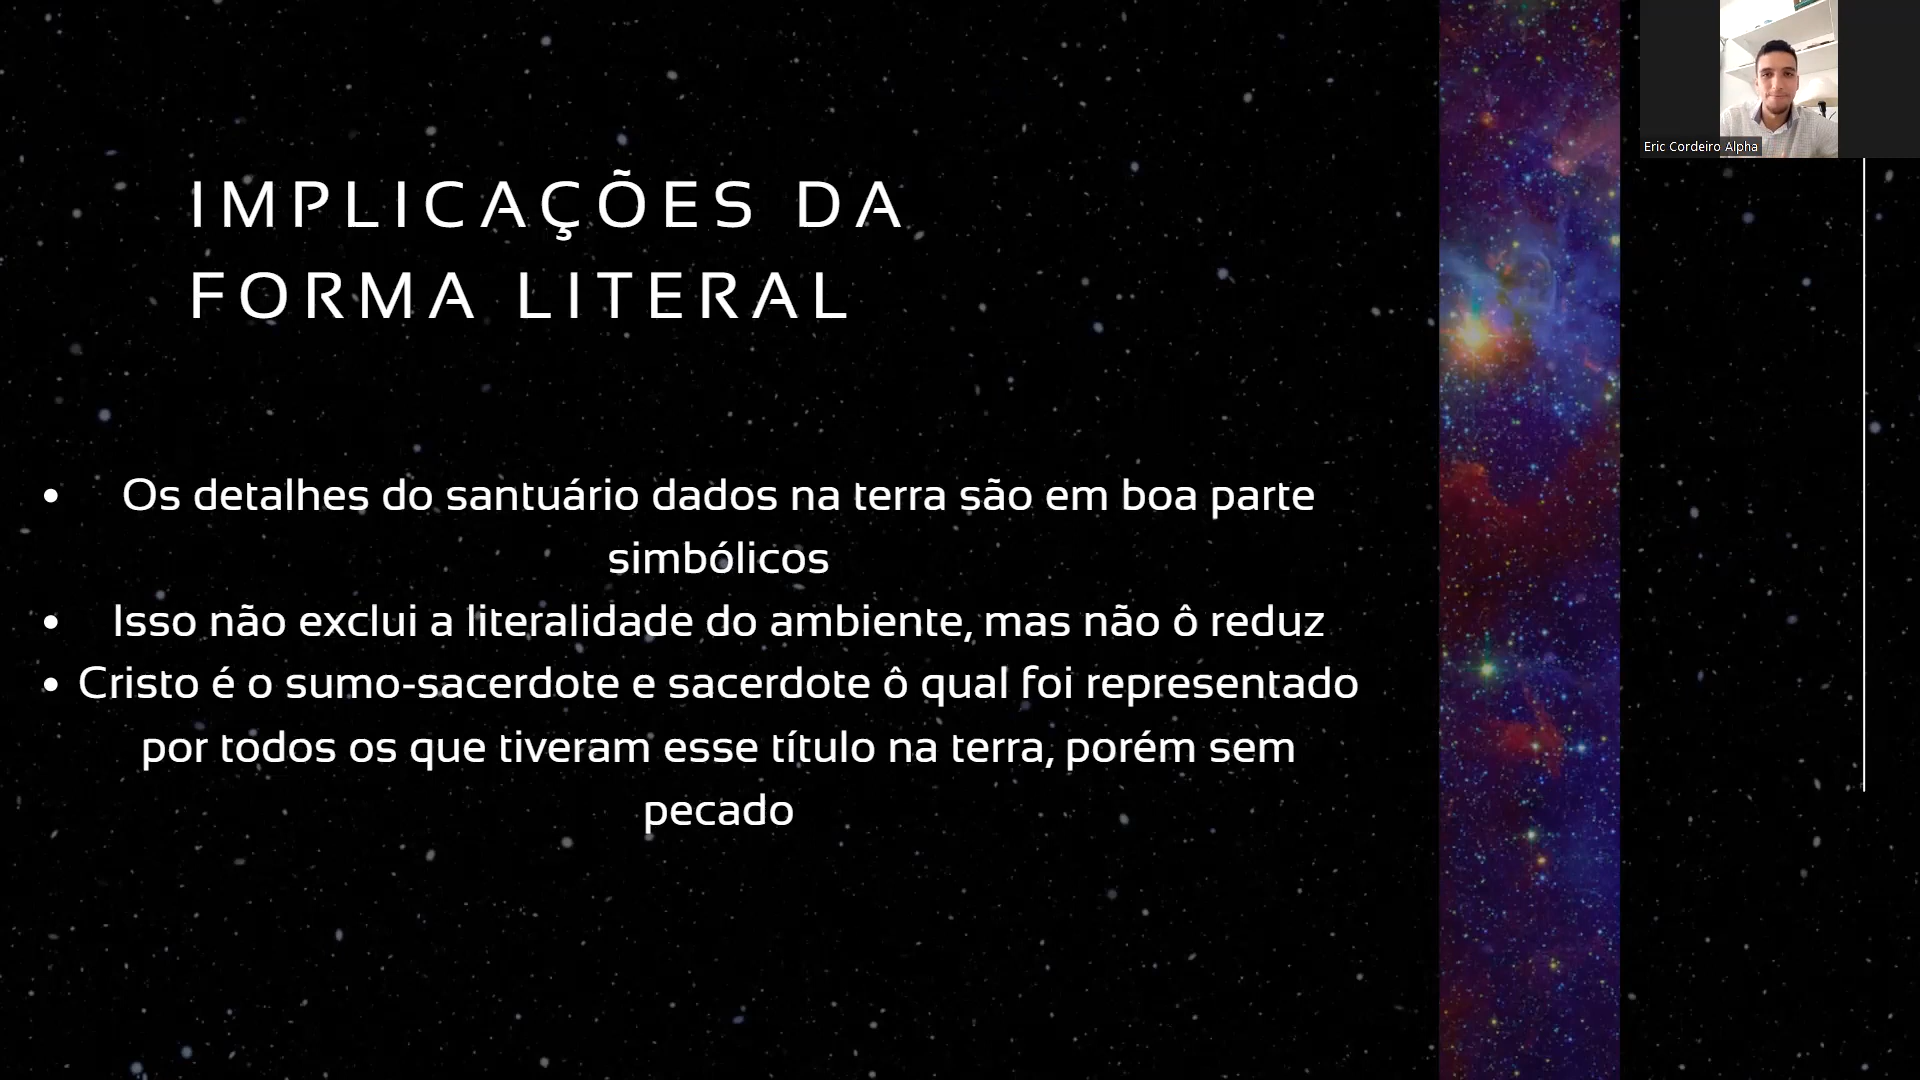 Eric Cordeiro Alpha
IMPLICAÇÕES DA
FORMA LITERAL
• Os detalhes do santuário dados na terra são em boa parte
simbólicos
• Isso não exclui a literalidade do ambiente, mas não ô reduz
• Cristo é o sumo-sacerdote e sacerdote ô qual foi representado
por todos os que tiveram esse título na terra, porém sem
pecado